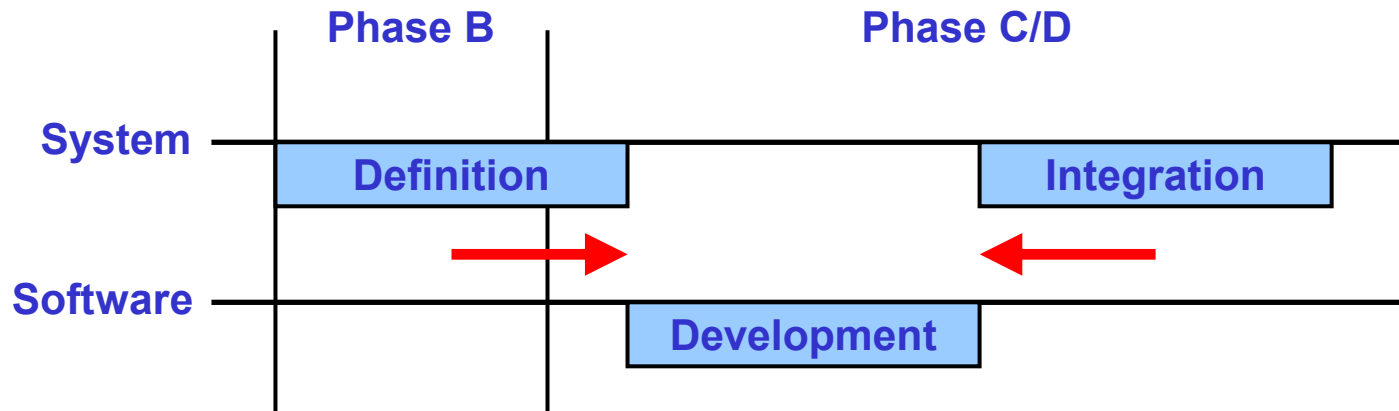 Phase B
Phase C/D
System
Definition
Integration
Software
Development